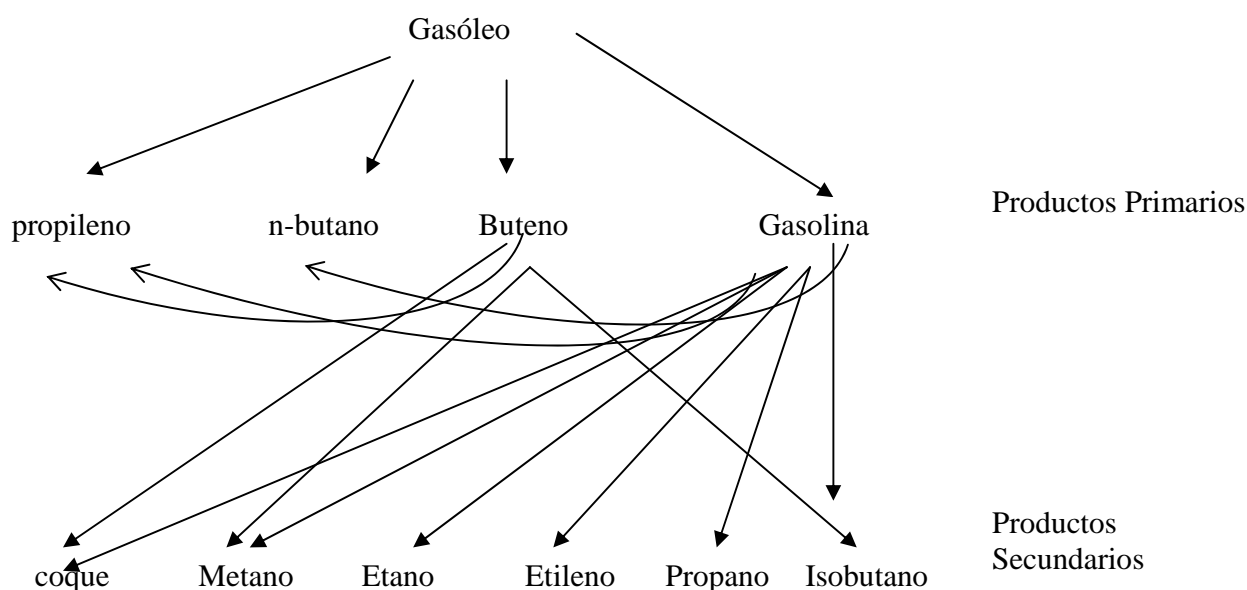 Gasóleo
Productos Primarios
propileno n-butano Buteno Gasolina
Productos
Secundarios
coque Metano Etano Etileno Propano Isobutano